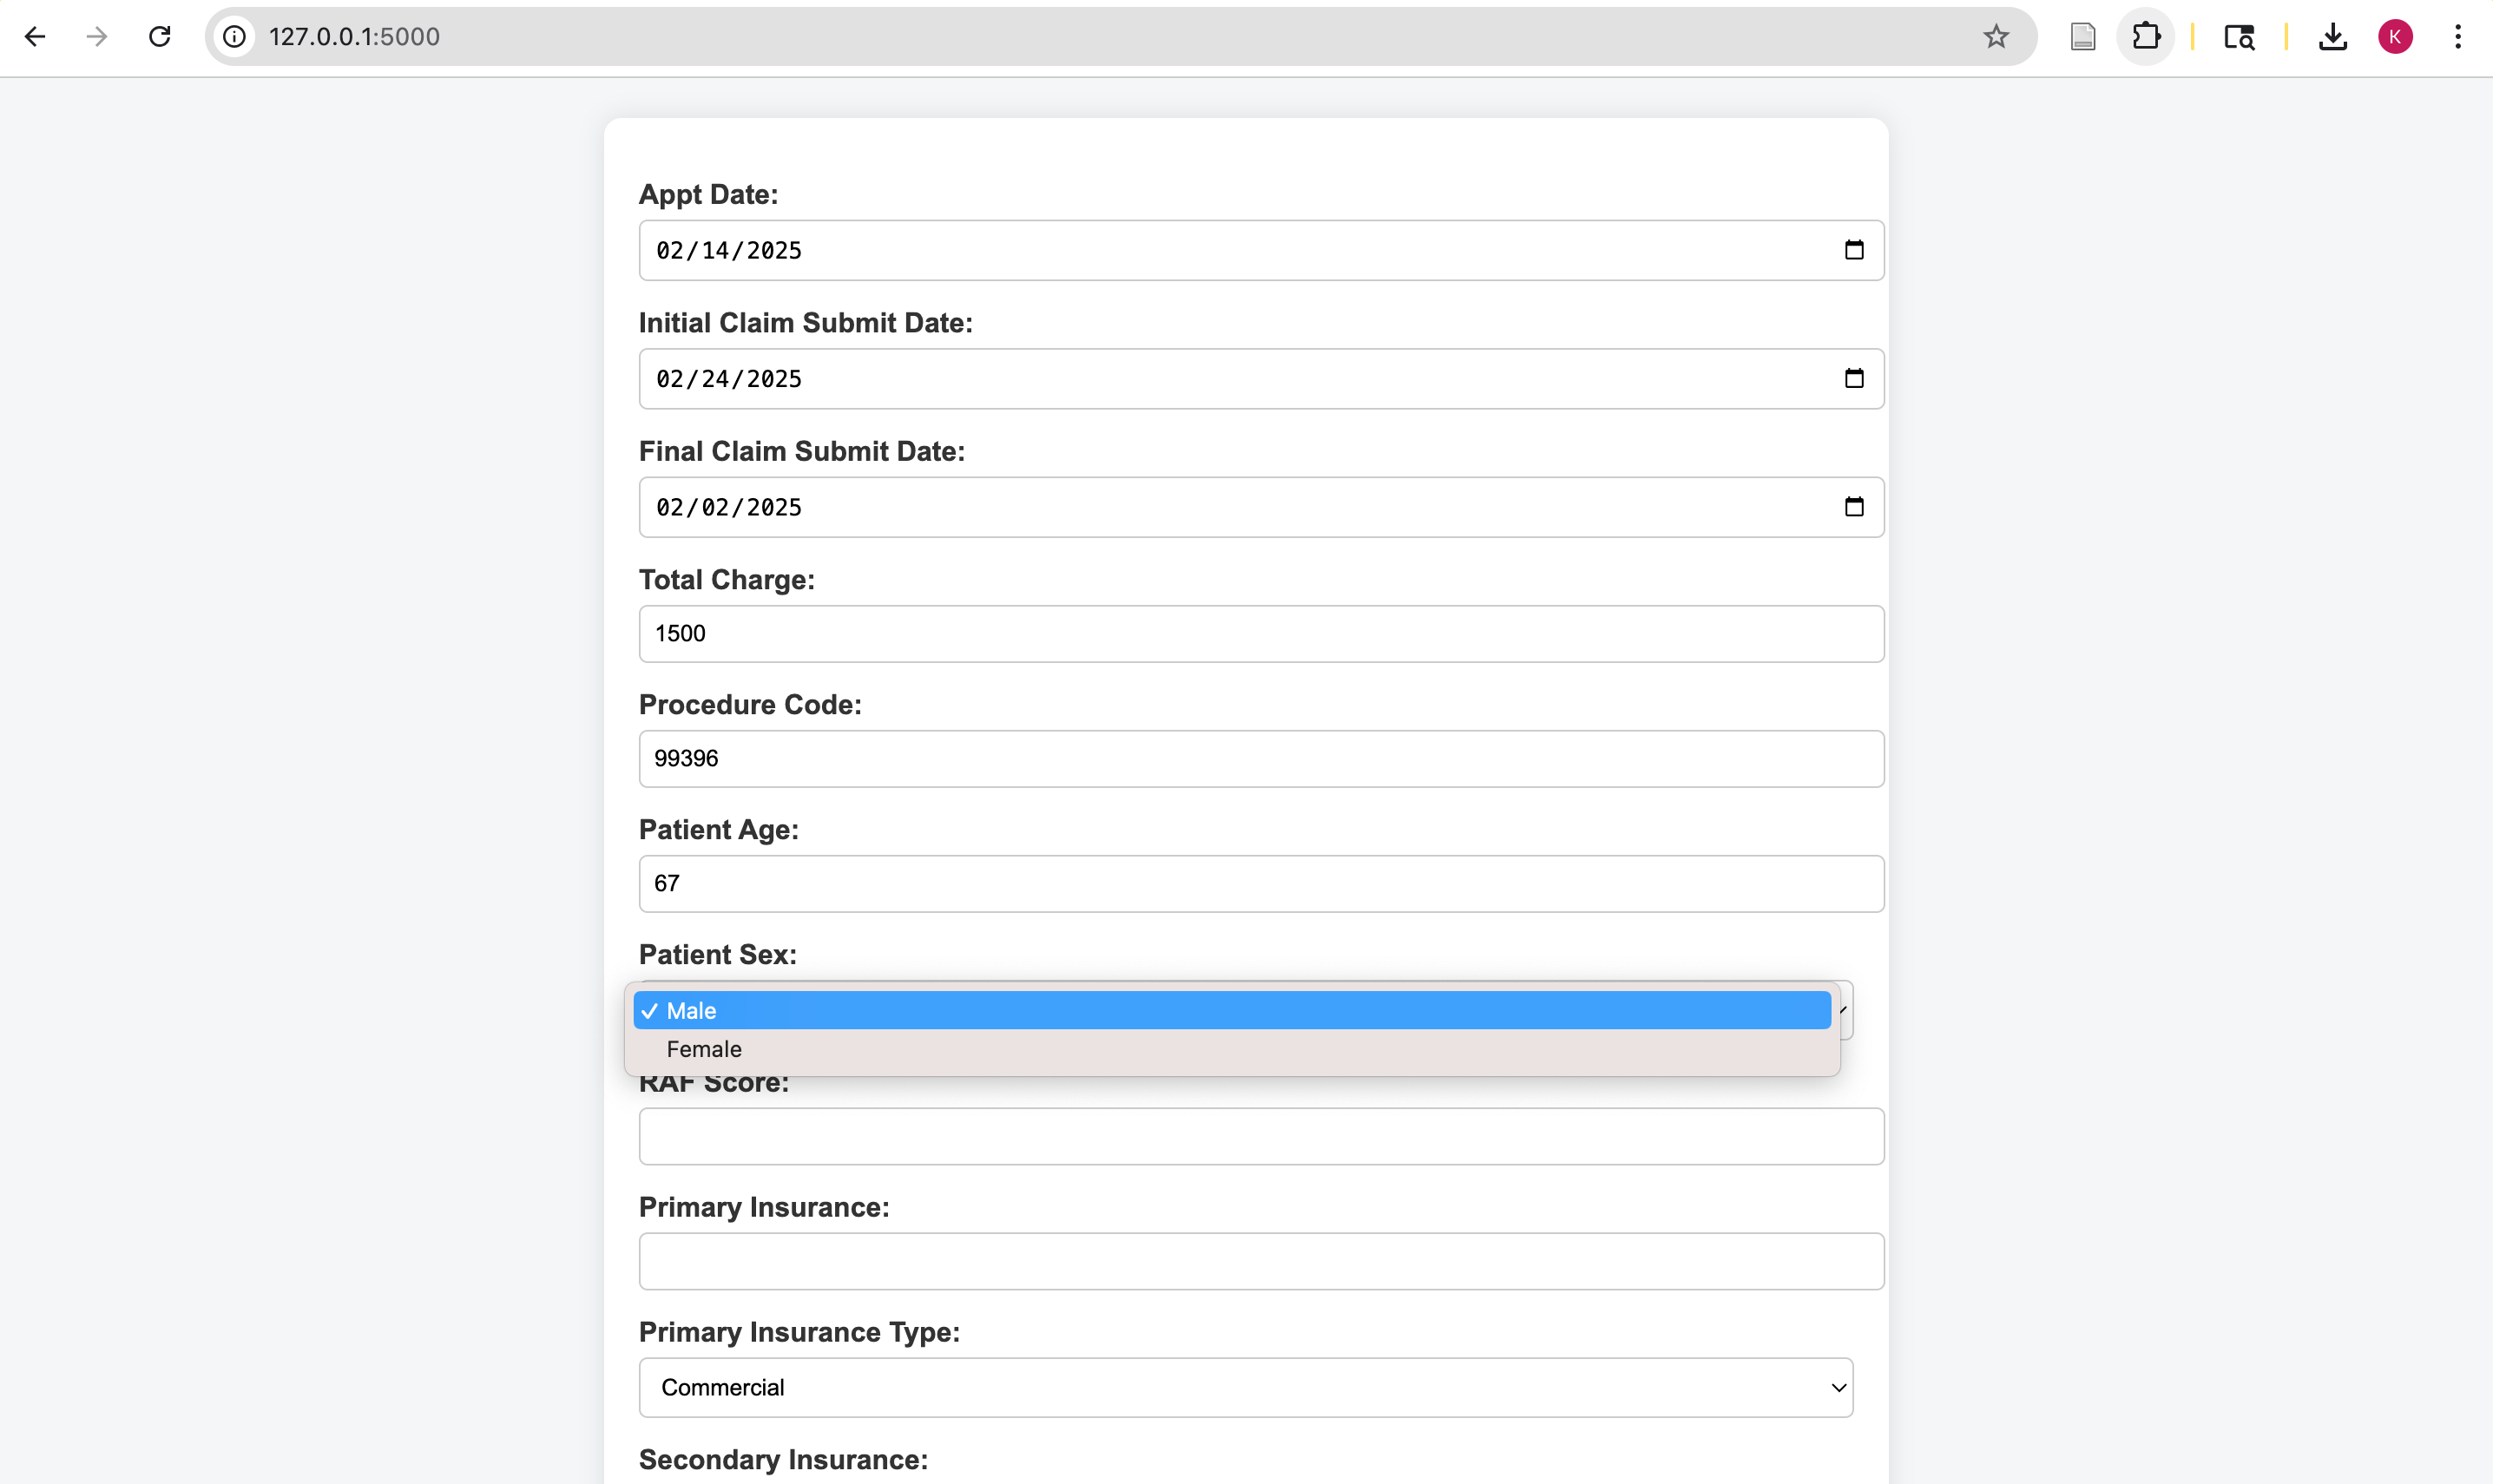 127.0.0.1:5000
K
Appt Date:
02/14/2025
Initial Claim Submit Date:
02/24/2025
Final Claim Submit Date:
02/02/2025
Total Charge:
1500
Procedure Code:
99396
Patient Age:
67
Patient Sex:
✓ Male
Female
RAF Score:
Primary Insurance:
Primary Insurance Type:
Commercial
Secondary Insurance: